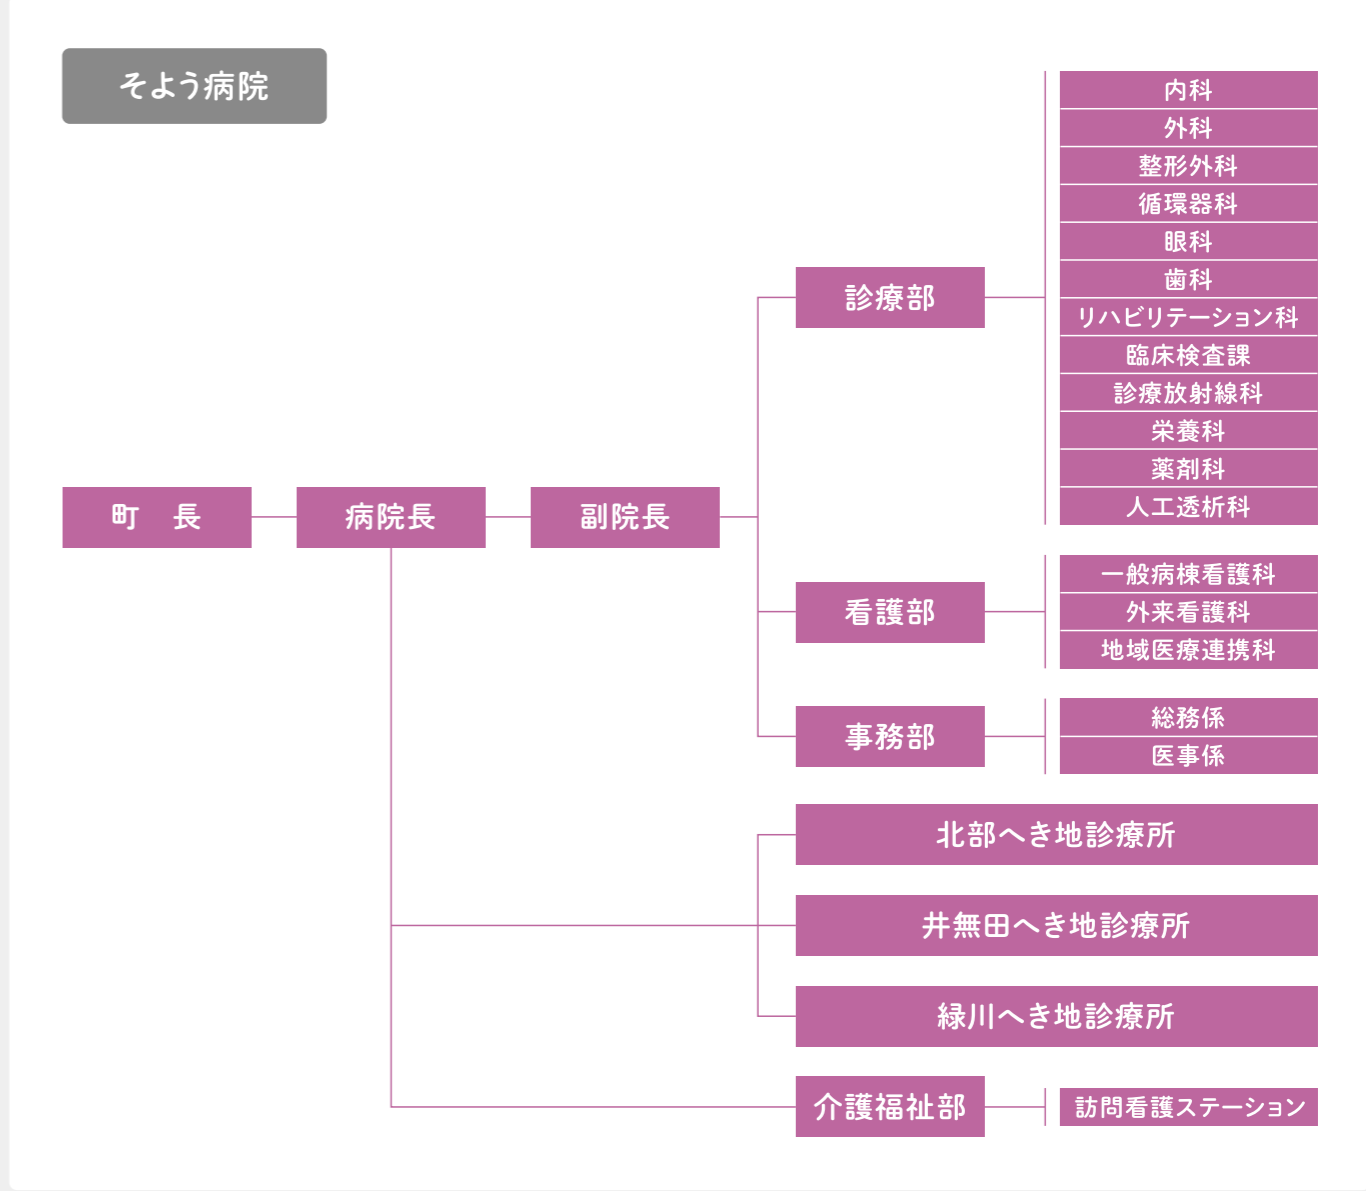 そよう病院
町　長
病院長
副院長
診療部
内科
外科
整形外科
循環器科
眼科
歯科
リハビリテーション科
臨床検査課
診療放射線科
栄養科
薬剤科
人工透析科
看護部
一般病棟看護科
外来看護科
地域医療連携科
事務部
総務係
医事係
北部へき地診療所
井無田へき地診療所
緑川へき地診療所
介護福祉部
訪問看護ステーション